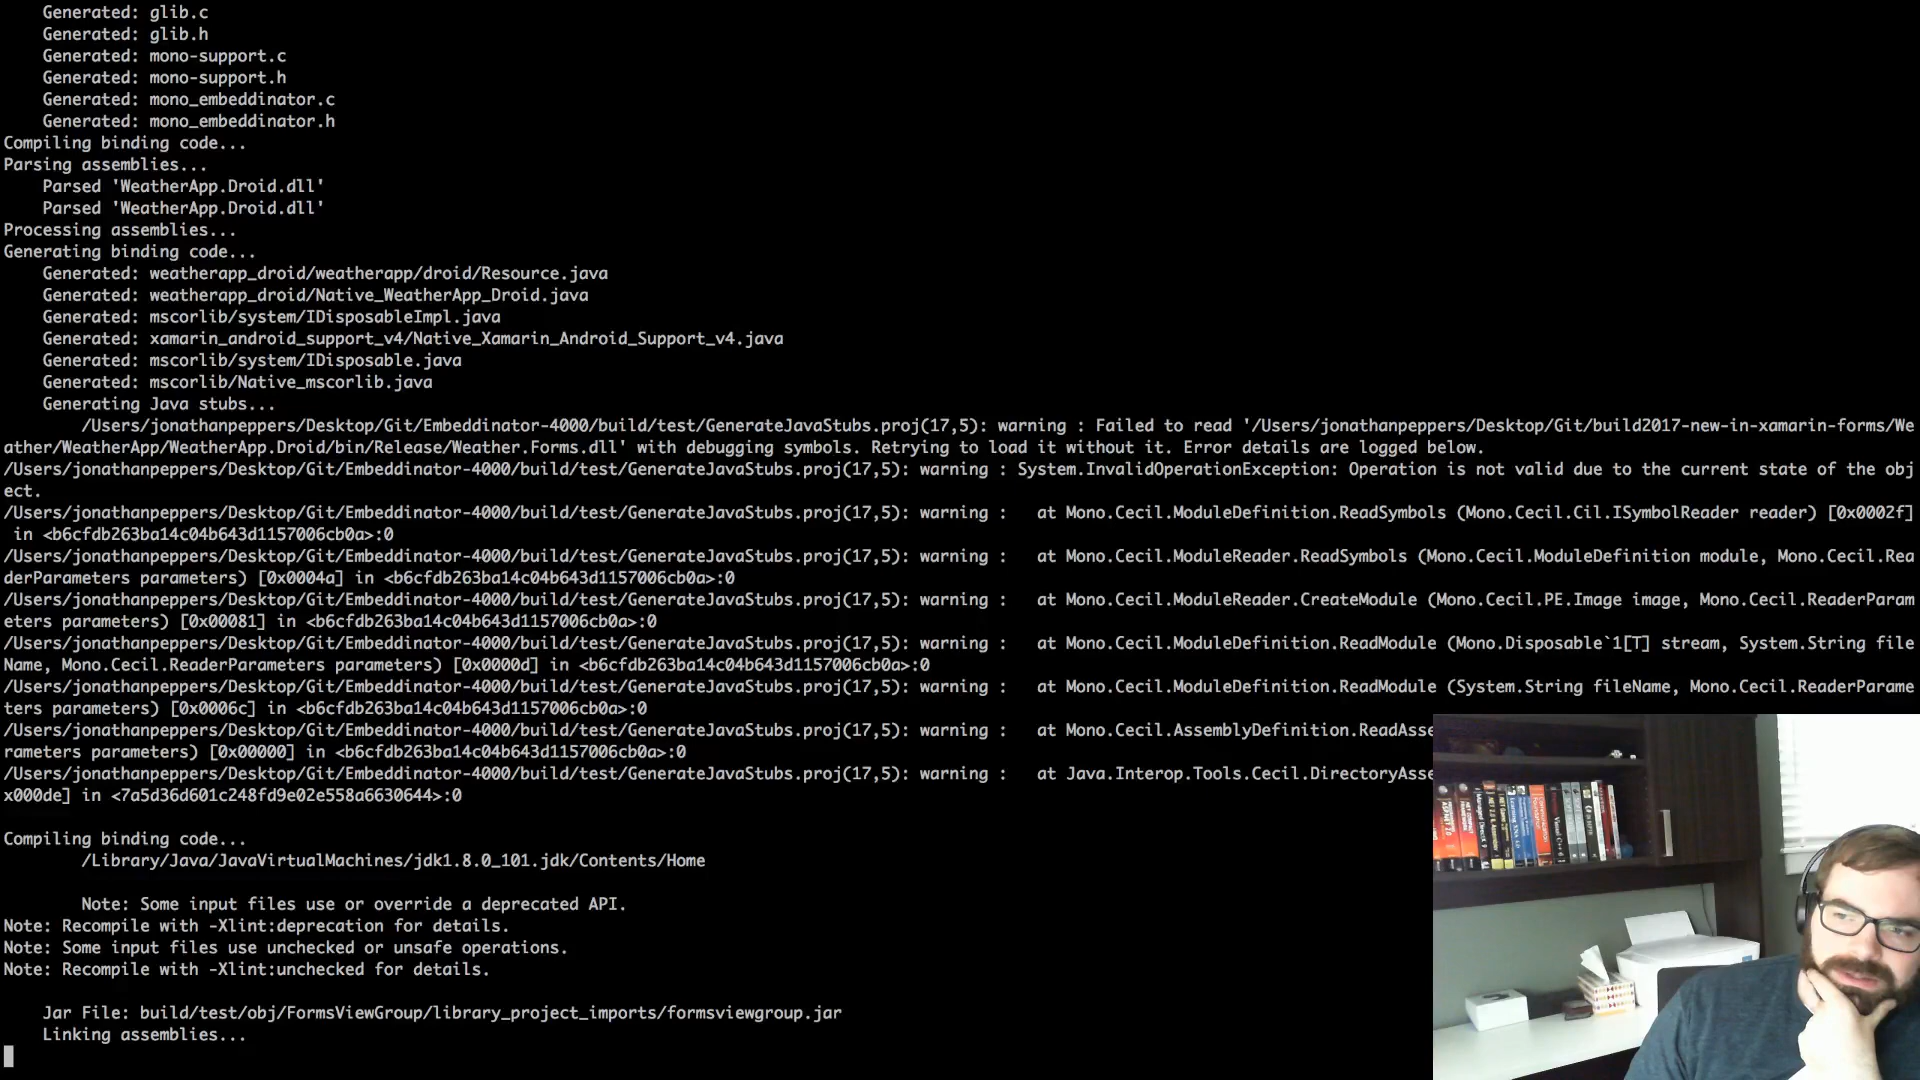 Generated: glib.c
Generated: glib.h
Generated: mono-support.c
Generated: mono-support.h
Generated: mono_embeddinator.c
Generated: mono_embeddinator.h
Compiling binding code...
Parsing assemblies...
Parsed 'WeatherApp.Droid.dll'
Parsed 'WeatherApp.Droid.dll'
Processing assemblies...
Generating binding code...
Generated: weatherapp_droid/weatherapp/droid/Resource.java
Generated: weatherapp_droid/Native_WeatherApp_Droid.java
Generated: mscorlib/system/IDisposableImpl.java
Generated: xamarin_android_support_v4/Native_Xamarin_Android_Support_v4.java
Generated: mscorlib/system/IDisposable.java
Generated: mscorlib/Native_mscorlib.java
Generating Java stubs...
/Users/jonathanpeppers/Desktop/Git/Embeddinator-4000/build/test/GenerateJavaStubs.proj(17,5): warning : Failed to read '/Users/jonathanpeppers/Desktop/Git/build2017-new-in-xamarin-forms/We
ather/WeatherApp/WeatherApp.Droid/bin/Release/Weather.Forms.dll' with debugging symbols. Retrying to load it without it. Error details are logged below.
/Users/jonathanpeppers/Desktop/Git/Embeddinator-4000/build/test/GenerateJavaStubs.proj(17,5): warning : System.InvalidOperationException: Operation is not valid due to the current state of the obj
ect.
/Users/jonathanpeppers/Desktop/Git/Embeddinator-4000/build/test/GenerateJavaStubs.proj(17,5): warning :   at Mono.Cecil.ModuleDefinition.ReadSymbols (Mono.Cecil.Cil.ISymbolReader reader) [0x0002f]
in <b6cfdb263ba14c04b643d1157006cb0a>:0
/Users/jonathanpeppers/Desktop/Git/Embeddinator-4000/build/test/GenerateJavaStubs.proj(17,5): warning :   at Mono.Cecil.ModuleReader.ReadSymbols (Mono.Cecil.ModuleDefinition module, Mono.Cecil.Rea
derParameters parameters) [0x0004a] in <b6cfdb263ba14c04b643d1157006cb0a>:0
/Users/jonathanpeppers/Desktop/Git/Embeddinator-4000/build/test/GenerateJavaStubs.proj(17,5): warning :   at Mono.Cecil.ModuleReader.CreateModule (Mono.Cecil.PE.Image image, Mono.Cecil.ReaderParam
eters parameters) [0x00081] in <b6cfdb263ba14c04b643d1157006cb0a>:0
/Users/jonathanpeppers/Desktop/Git/Embeddinator-4000/build/test/GenerateJavaStubs.proj(17,5): warning :   at Mono.Cecil.ModuleDefinition.ReadModule (Mono.Disposable`1[T] stream, System.String file
Name, Mono.Cecil.ReaderParameters parameters) [0x0000d] in <b6cfdb263ba14c04b643d1157006cb0a>:0
/Users/jonathanpeppers/Desktop/Git/Embeddinator-4000/build/test/GenerateJavaStubs.proj(17,5): warning :   at Mono.Cecil.ModuleDefinition.ReadModule (System.String fileName, Mono.Cecil.ReaderParame
ters parameters) [0x0006c] in <b6cfdb263ba14c04b643d1157006cb0a>:0
/Users/jonathanpeppers/Desktop/Git/Embeddinator-4000/build/test/GenerateJavaStubs.proj(17,5): warning :   at Mono.Cecil.AssemblyDefinition.ReadAsse
rameters parameters) [0x00000] in <b6cfdb263ba14c04b643d1157006cb0a>:0
/Users/jonathanpeppers/Desktop/Git/Embeddinator-4000/build/test/GenerateJavaStubs.proj(17,5): warning :   at Java.Interop.Tools.Cecil.DirectoryAsse
x000de] in <7a5d36d601c248fd9e02e558a6630644>:0
Compiling binding code...
/Library/Java/JavaVirtualMachines/jdk1.8.0_101.jdk/Contents/Home
Note: Some input files use or override a deprecated API.
Note: Recompile with -Xlint:deprecation for details.
Note: Some input files use unchecked or unsafe operations.
Note: Recompile with -Xlint:unchecked for details.
Jar File: build/test/obj/FormsViewGroup/library_project_imports/formsviewgroup.jar
Linking assemblies...